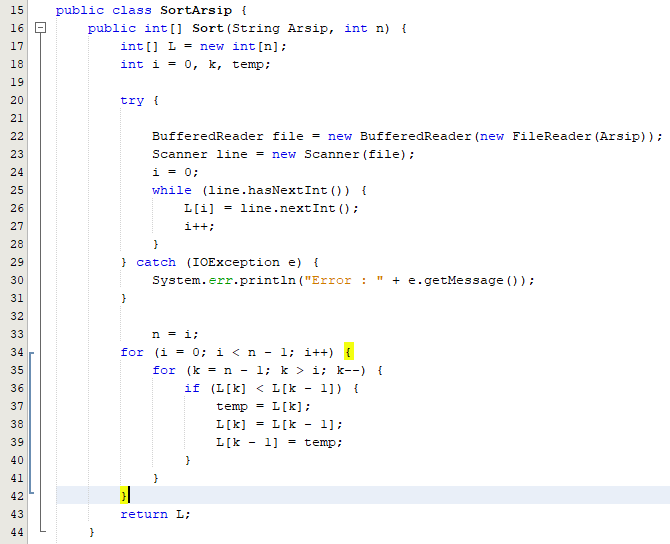 15 public class SortArsip {
16     public int[] Sort(String Arsip, int n) {
17         int[] L = new int[n];
18         int i = 0, k, temp;
19
20         try {
21
22             BufferedReader file = new BufferedReader(new FileReader(Arsip));
23             Scanner line = new Scanner(file);
24             i = 0;
25             while (line.hasNextInt()) {
26                 L[i] = line.nextInt();
27                 i++;
28             }
29         } catch (IOException e) {
30             System.err.println("Error : " + e.getMessage());
31         }
32
33             n = i;
34         for (i = 0; i < n - 1; i++) {
35             for (k = n - 1; k > i; k--) {
36                 if (L[k] < L[k - 1]) {
37                     temp = L[k];
38                     L[k] = L[k - 1];
39                     L[k - 1] = temp;
40                 }
41             }
42         }
43         return L;
44     }